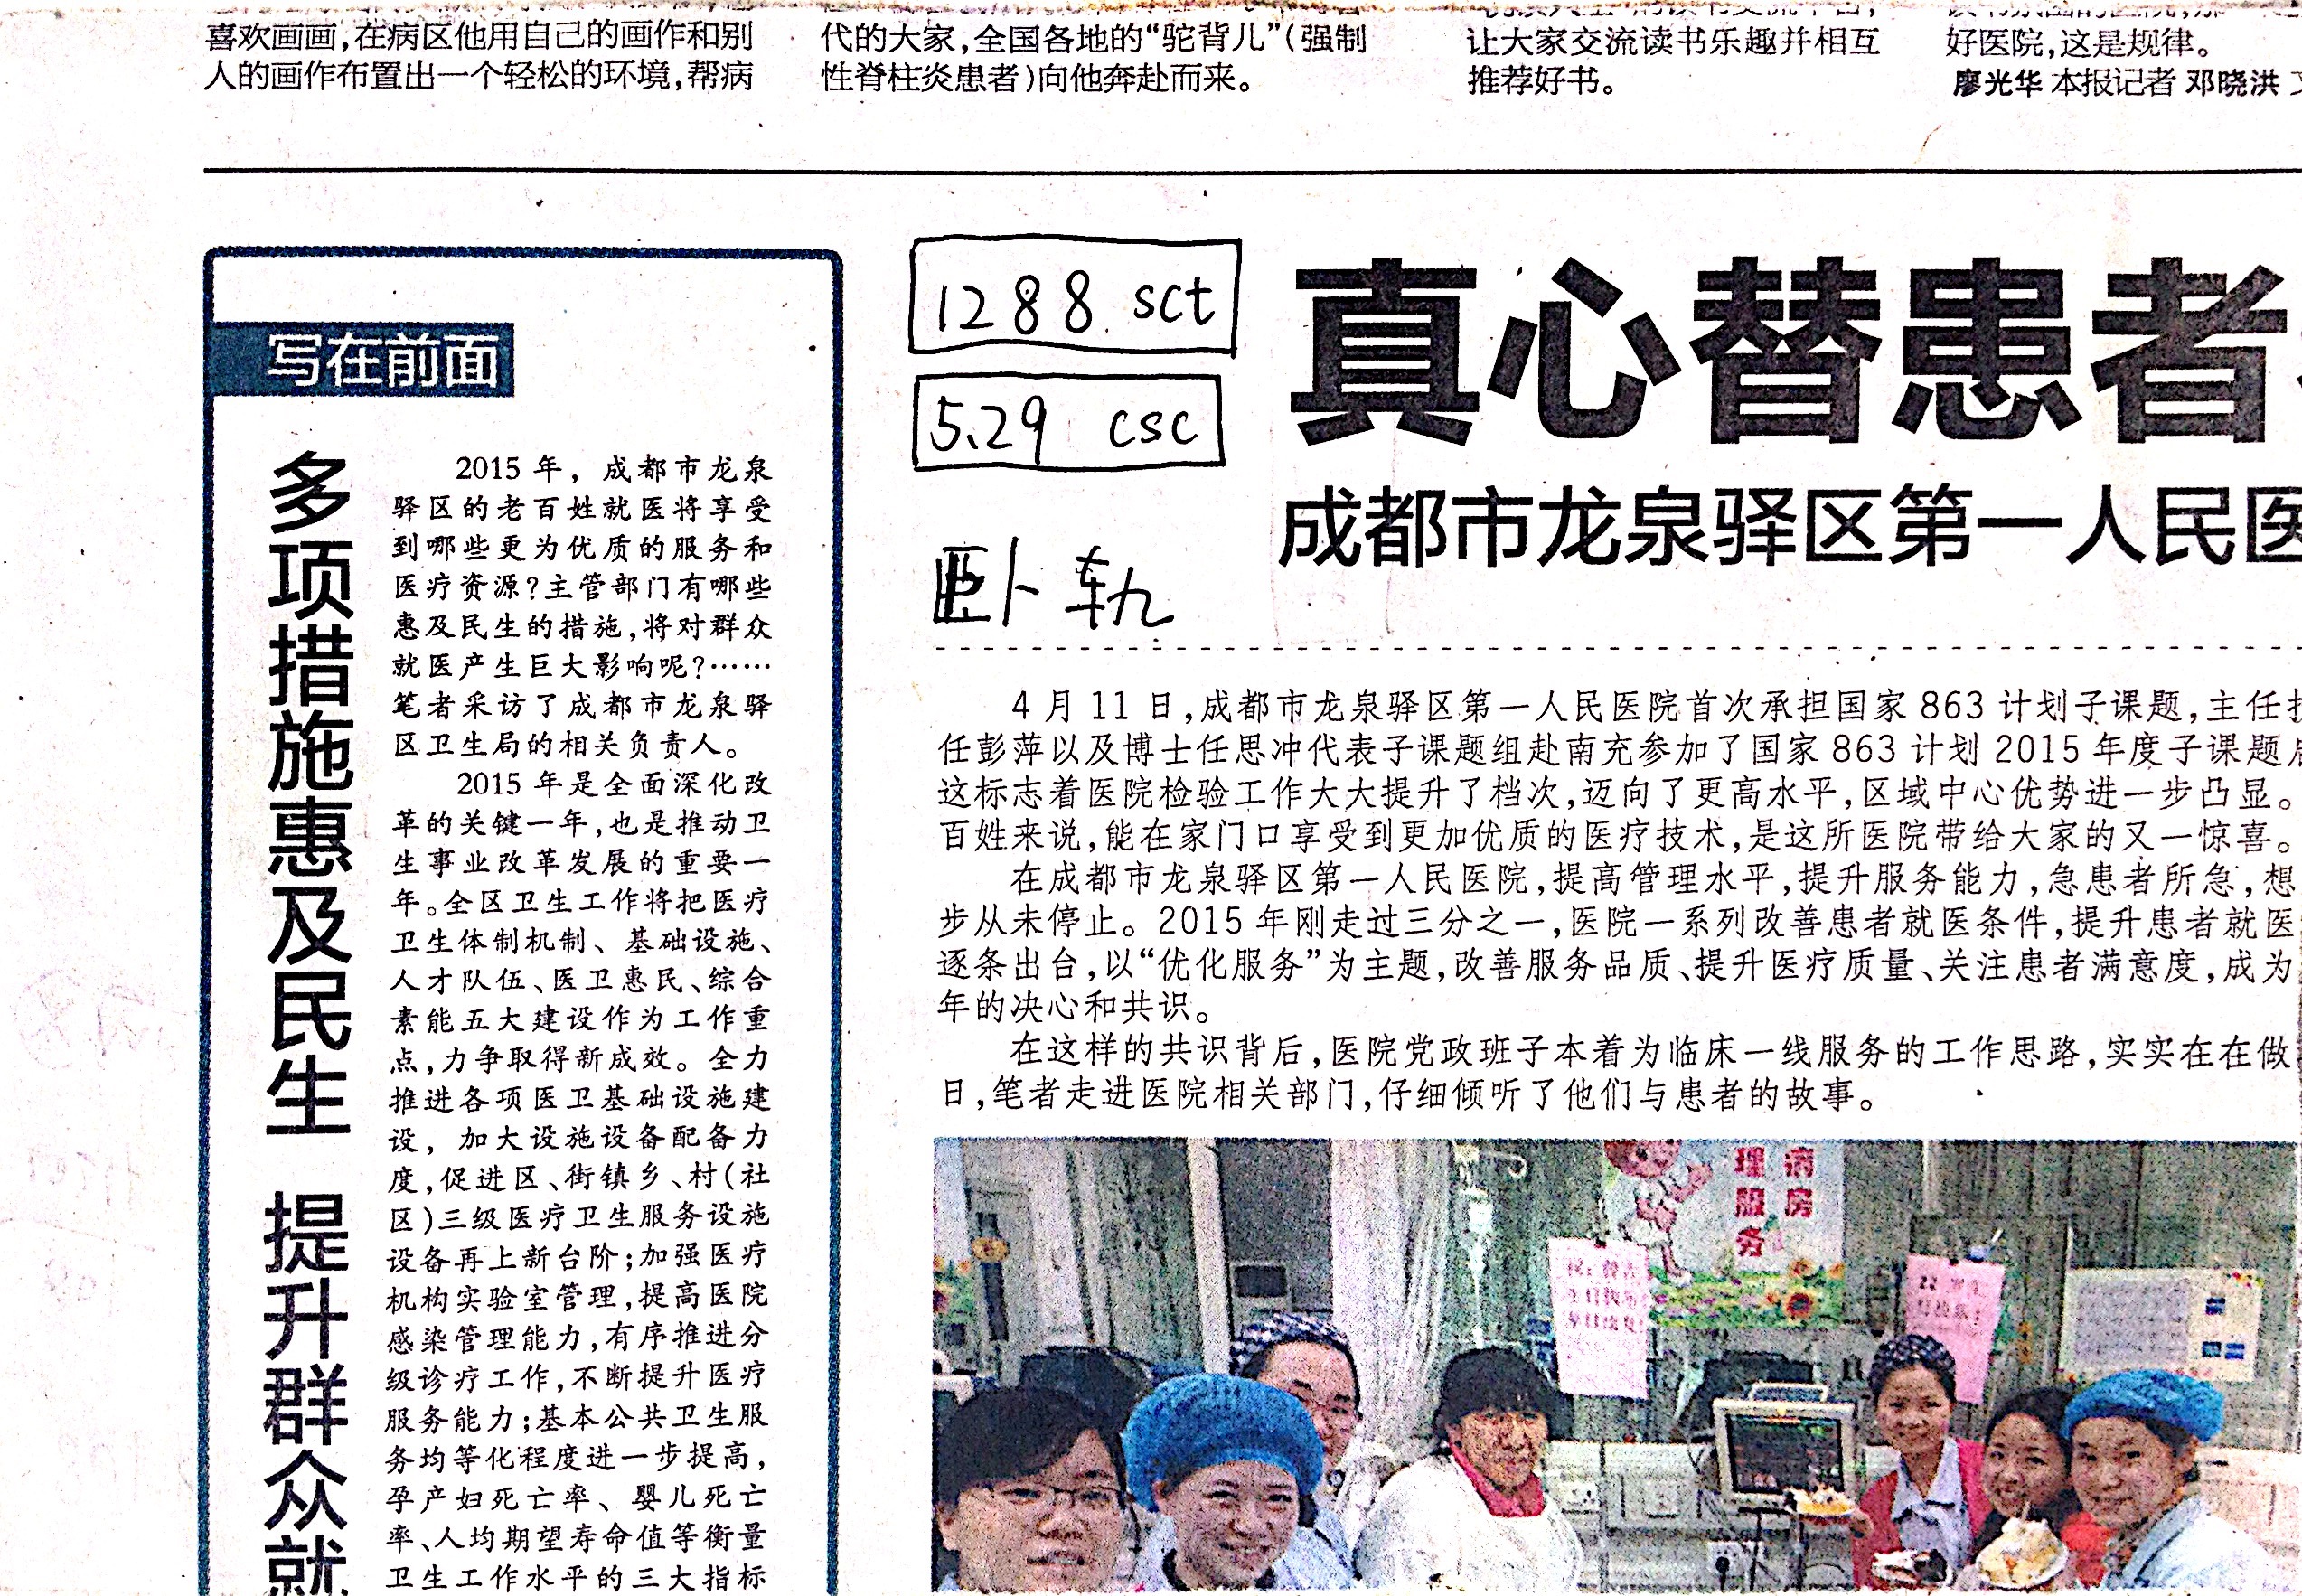 喜欢画画,在病区他用自己的画作和别
人的画作布置出一个轻松的环境,帮病
代的大家,全国各地的“驼背儿”(强制
性脊柱炎患者)向他奔赴而来。
让大家交流读书乐趣并相互
推荐好书。
好医院,这是规律。
廖光华 本报记者 邓晓洪
写在前面
多项措施惠及民生 提升群众就
2015 年，成都市龙泉
驿区的老百姓就医将享受
到哪些更为优质的服务和
医疗资源?主管部门有哪些
惠及民生的措施,将对群众
就医产生巨大影响呢?……
笔者采访了成都市龙泉驿
区卫生局的相关负责人。
2015 年是全面深化改
革的关键一年,也是推动卫
生事业改革发展的重要一
年。全区卫生工作将把医疗
卫生体制机制、基础设施、
人才队伍、医卫惠民、综合
素能五大建设作为工作重
点,力争取得新成效。全力
推进各项医卫基础设施建
设，加大设施设备配备力
度,促进区、街镇乡、村(社
区)三级医疗卫生服务设施
设备再上新台阶;加强医疗
机构实验室管理,提高医院
感染管理能力,有序推进分
级诊疗工作,不断提升医疗
服务能力;基本公共卫生服
务均等化程度进一步提高,
孕产妇死亡率、婴儿死亡
率、人均期望寿命值等衡量
卫生工作水平的三大指标
1288 sct
5.29 csc
卧轨
真心替患者
成都市龙泉驿区第一人民医
4 月 11 日,成都市龙泉驿区第一人民医院首次承担国家 863 计划子课题,主任
任彭萍以及博士任思冲代表子课题组赴南充参加了国家 863 计划 2015 年度子课题
这标志着医院检验工作大大提升了档次,迈向了更高水平,区域中心优势进一步凸显。
百姓来说,能在家门口享受到更加优质的医疗技术,是这所医院带给大家的又一惊喜。
在成都市龙泉驿区第一人民医院,提高管理水平,提升服务能力,急患者所急,想
步从未停止。2015 年刚走过三分之一,医院一系列改善患者就医条件,提升患者就医
逐条出台,以“优化服务”为主题,改善服务品质、提升医疗质量、关注患者满意度,成为
年的决心和共识。
在这样的共识背后,医院党政班子本着为临床一线服务的工作思路,实实在在做
日,笔者走进医院相关部门,仔细倾听了他们与患者的故事。
病房
理服务